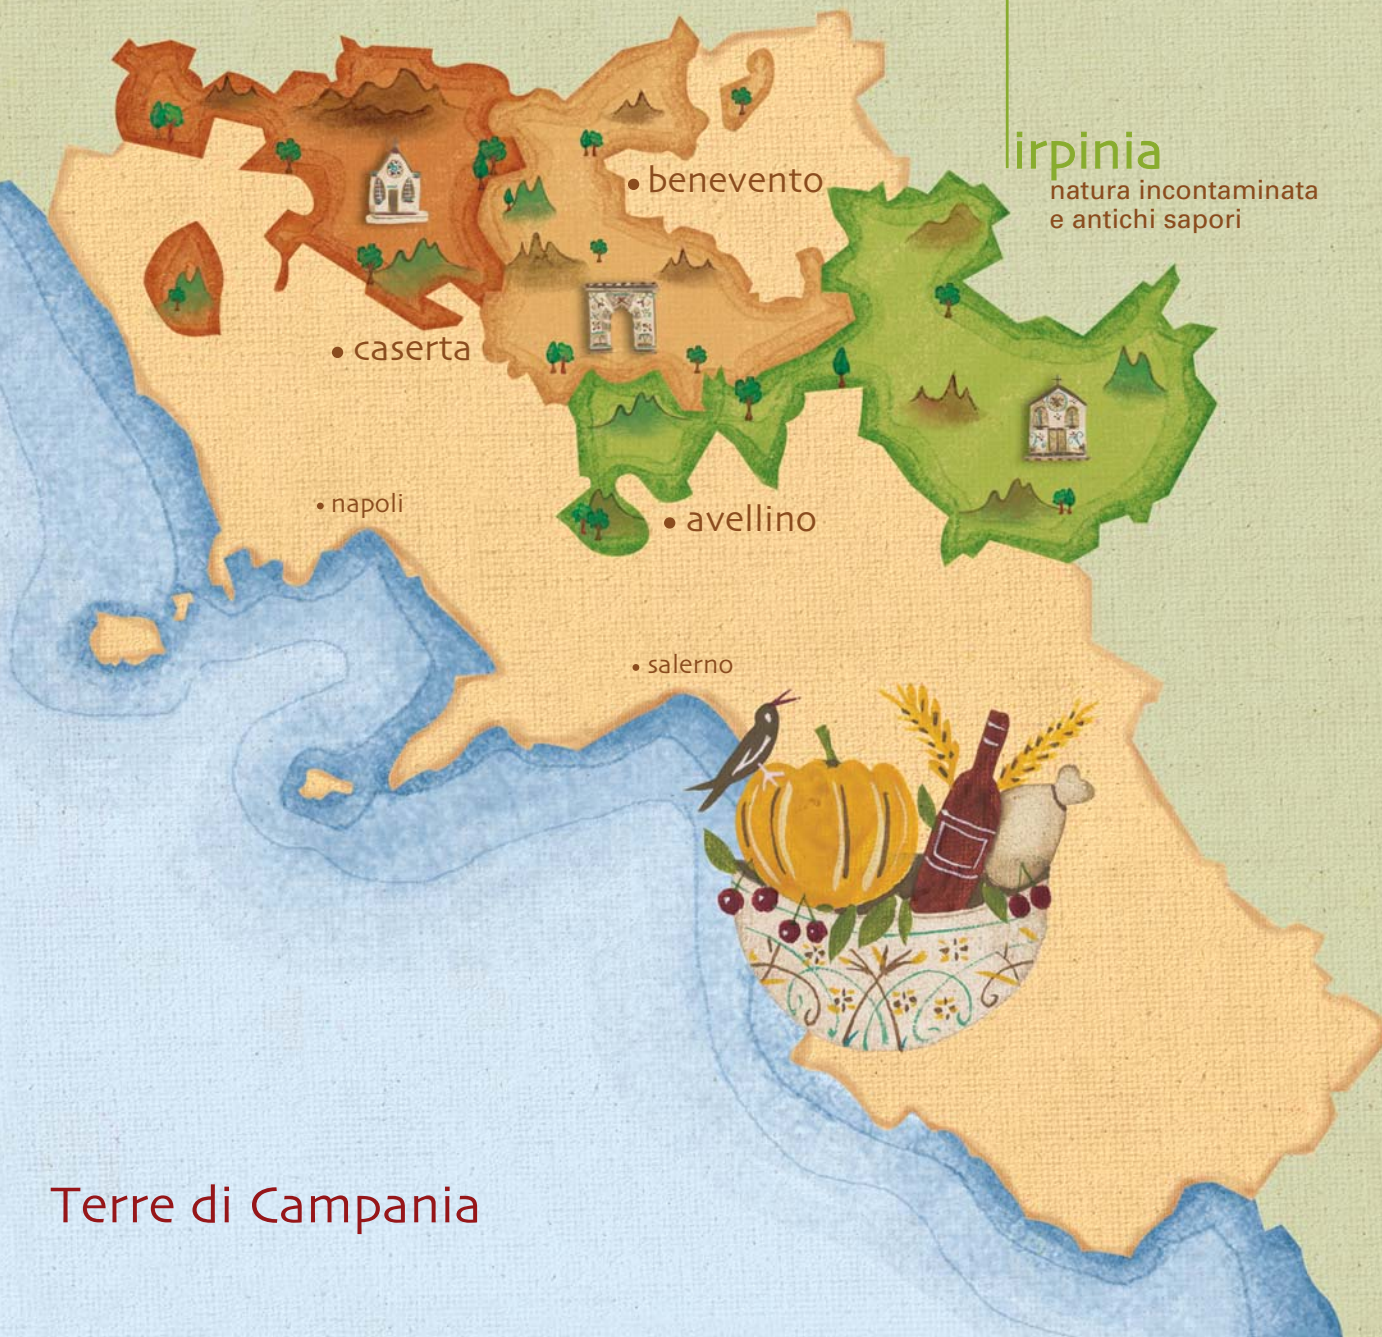 irpinia
natura incontaminata
e antichi sapori
benevento
caserta
napoli
avellino
salerno
Terre di Campania